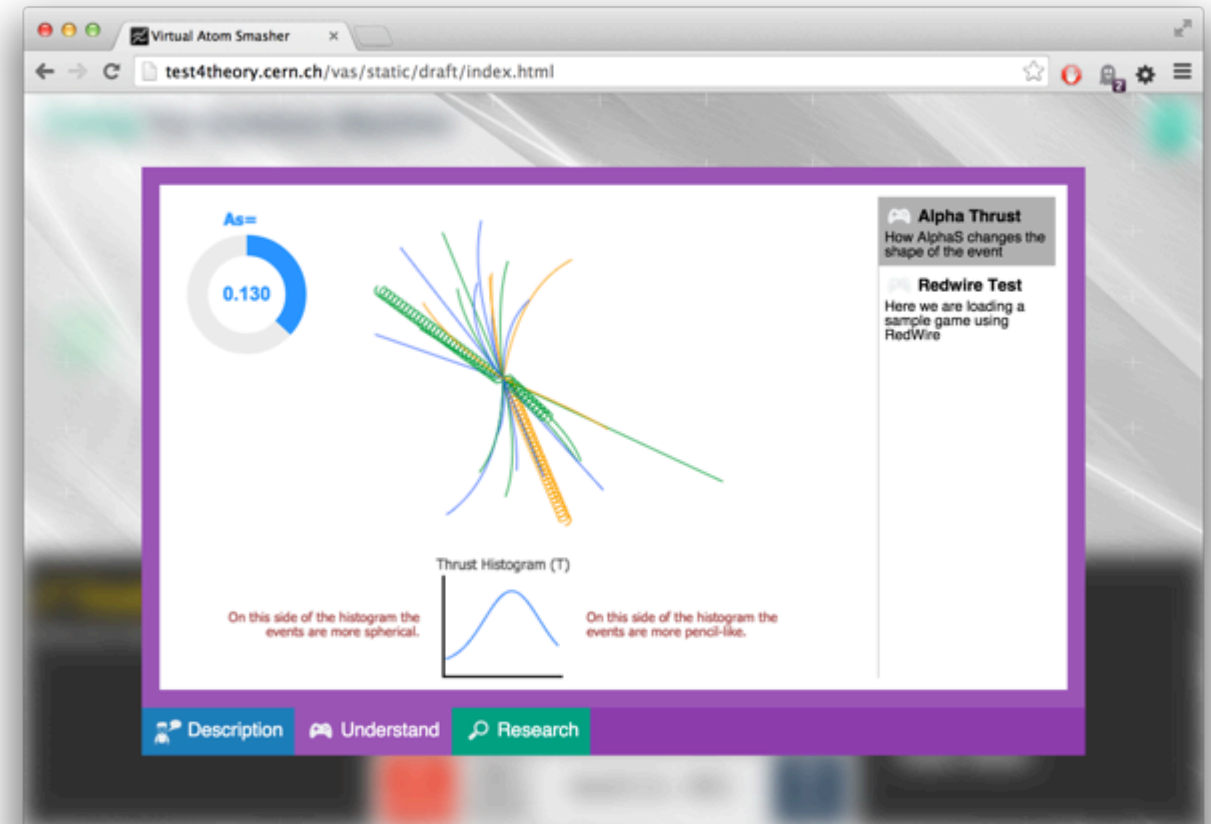 Virtual Atom Smasher
test4theory.cern.ch/vas/static/draft/index.html
2
As=
0.130
Alpha Thrust
How AlphaS changes the
shape of the event
Redwire Test
Here we are loading a
sample game using
RedWire
Thrust Histogram (T)
On this side of the histogram the
events are more spherical.
On this side of the histogram the
events are more pencil-like.
Description
Understand
Research